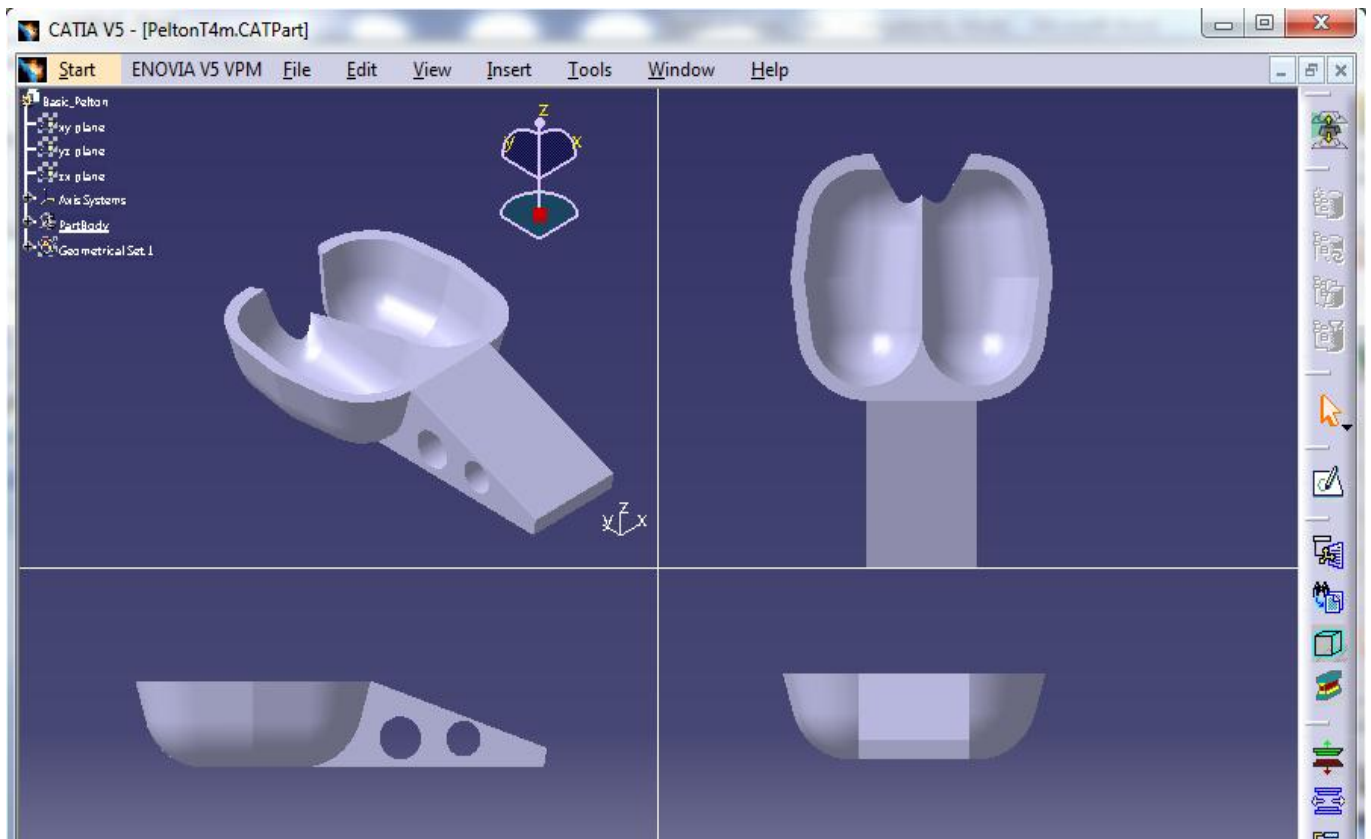 CATIA V5 - [PeltonT4m.CATPart]
Start ENOVIA V5 VPM File Edit View Insert Tools Window Help
Basic_Pelton
xy plane
yz plane
zx plane
Axis Systems
PartBody
Geometrical Set.1
z
y x
z
y x